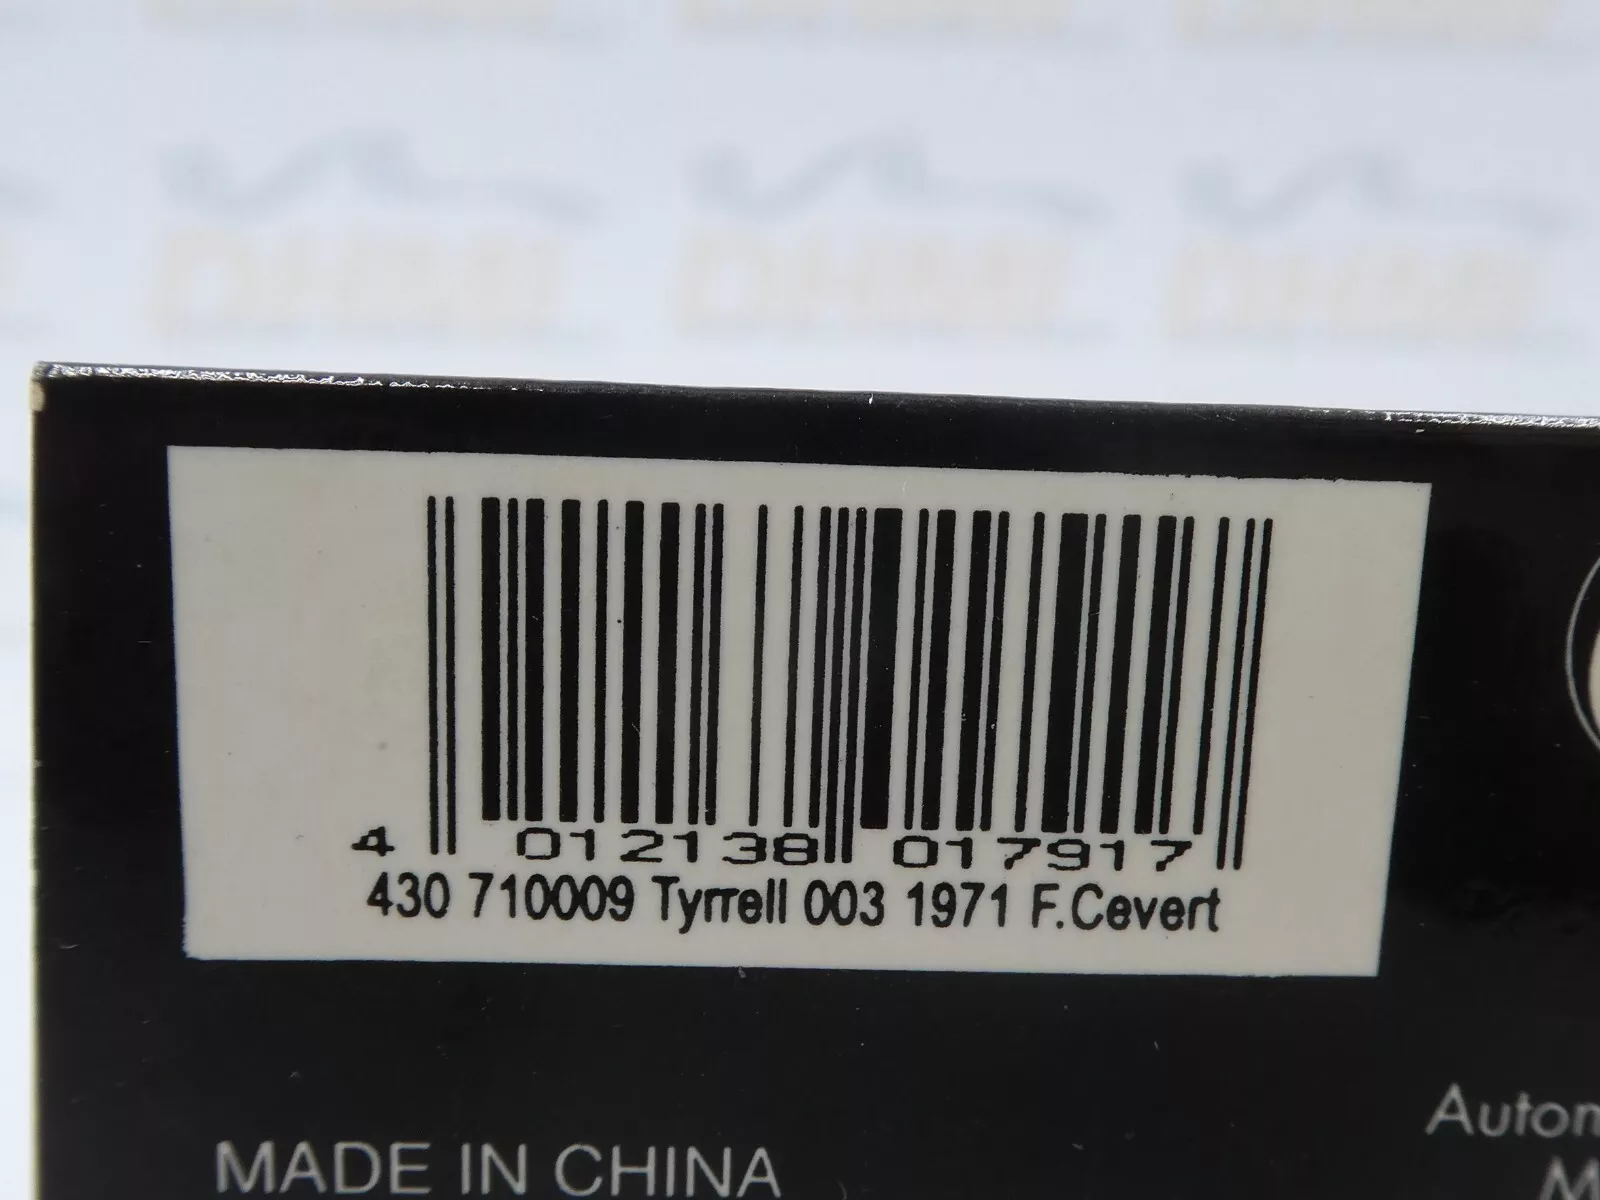 4 012138 017917
430 710009 Tyrrell 003 1971 F.Cevert
MADE IN CHINA